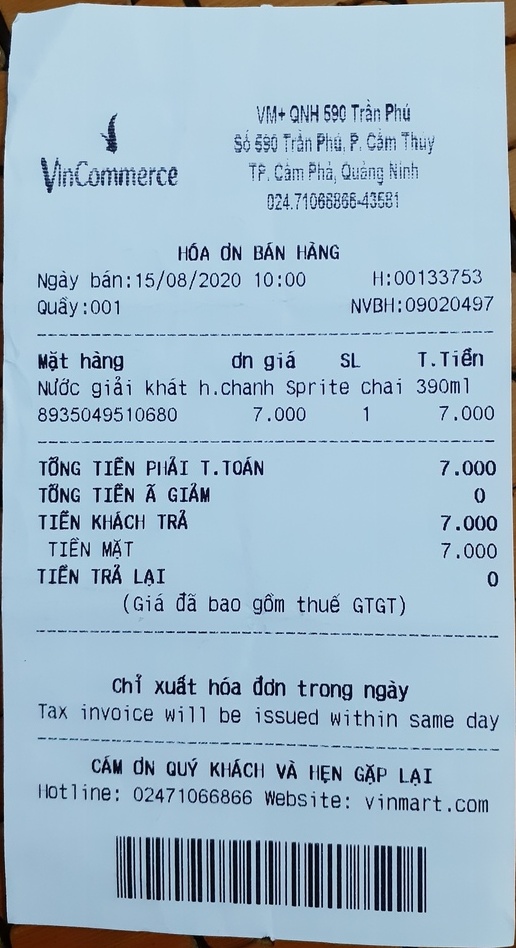 VinCommerce
VM+ QNH 590 Trần Phú
Số 590 Trần Phú, P. Cẩm Thủy
TP. Cẩm Phả, Quảng Ninh
024.71066866-43581
HÓA ƠN BÁN HÀNG
Ngày bán:15/08/2020 10:00 H:00133753
Quầy:001 NVBH:09020497
Mặt hàng ơn giá SL T.Tiền
Nước giải khát h.chanh Sprite chai 390ml
8935049510680 7.000 1 7.000
TỔNG TIỀN PHẢI T.TOÁN 7.000
TỔNG TIỀN Ã GIẢM 0
TIỀN KHÁCH TRẢ 7.000
TIỀN MẶT 7.000
TIỀN TRẢ LẠI 0
(Giá đã bao gồm thuế GTGT)
Chỉ xuất hóa đơn trong ngày
Tax invoice will be issued within same day
CẢM ƠN QUÝ KHÁCH VÀ HẸN GẶP LẠI
Hotline: 02471066866 Website: vinmart.com